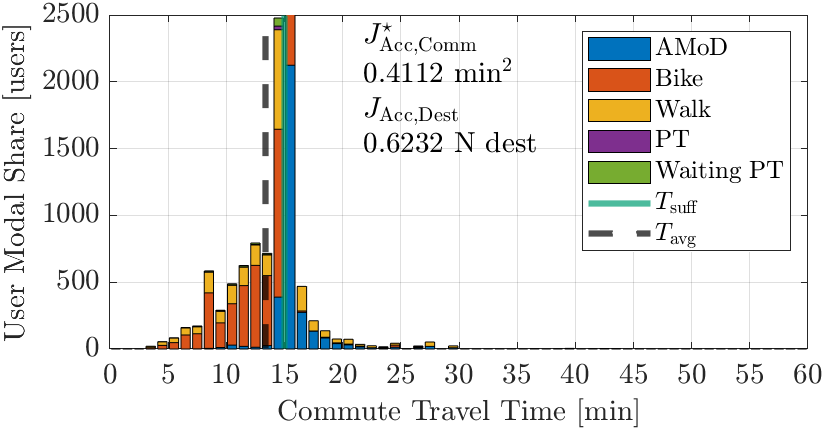 2500
2000
1500
1000
500
0
User Modal Share [users]
J⋆Acc,Comm
0.4112 min²
JAcc,Dest
0.6232 N dest
AMoD
Bike
Walk
PT
Waiting PT
Tsuff
Tavg
0 5 10 15 20 25 30 35 40 45 50 55 60
Commute Travel Time [min]